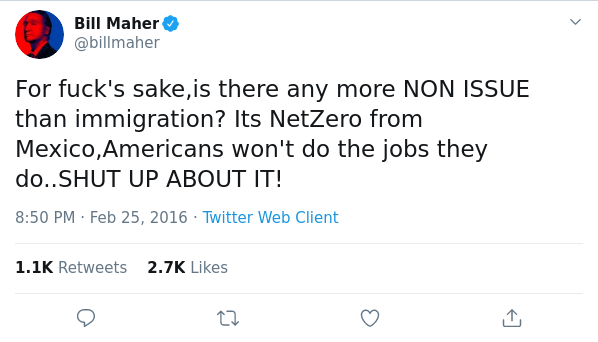 Bill Maher
@billmaher
For fuck's sake,is there any more NON ISSUE
than immigration? Its NetZero from
Mexico,Americans won't do the jobs they
do..SHUT UP ABOUT IT!
8:50 PM · Feb 25, 2016 · Twitter Web Client
1.1K Retweets 2.7K Likes